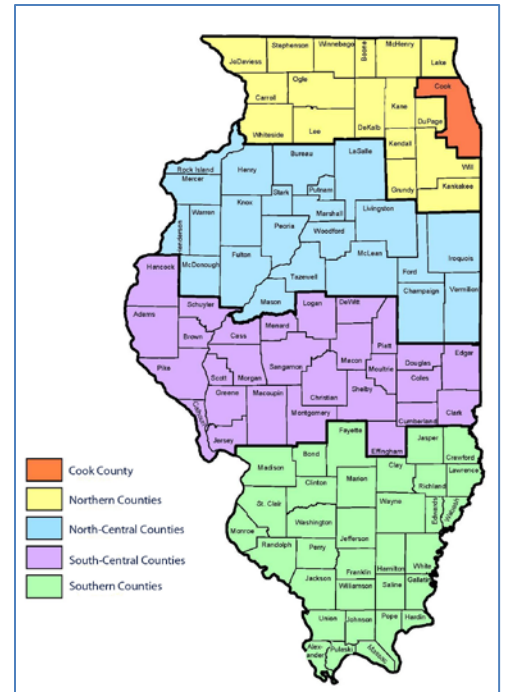 Stephenson
Winnebago
Boone
McHenry
JoDaviess
Lake
Ogle
Cook
Carroll
Kane
DuPage
Whiteside
Lee
DeKalb
Kendall
Will
Grundy
Kankakee
Rock Island
Mercer
Henry
Bureau
LaSalle
Stark
Putnam
Knox
Marshall
Livingston
Warren
Peoria
Woodford
Henderson
Iroquois
McLean
Fulton
McDonough
Tazewell
Ford
Hancock
Mason
Champaign
Vermilion
Schuyler
Logan
DeWitt
Adams
Menard
Brown
Cass
Piatt
Macon
Douglas
Edgar
Pike
Scott
Morgan
Sangamon
Moultrie
Coles
Greene
Christian
Shelby
Calhoun
Macoupin
Montgomery
Cumberland
Clark
Jersey
Fayette
Effingham
Jasper
Bond
Crawford
Madison
Clay
Clinton
Marion
Richland
Lawrence
St. Clair
Wayne
Edwards
Wabash
Washington
Monroe
Jefferson
Randolph
Perry
Franklin
Hamilton
White
Jackson
Williamson
Saline
Gallatin
Union
Johnson
Pope
Hardin
Alex-
ander
Pulaski
Massac
Cook County
Northern Counties
North-Central Counties
South-Central Counties
Southern Counties